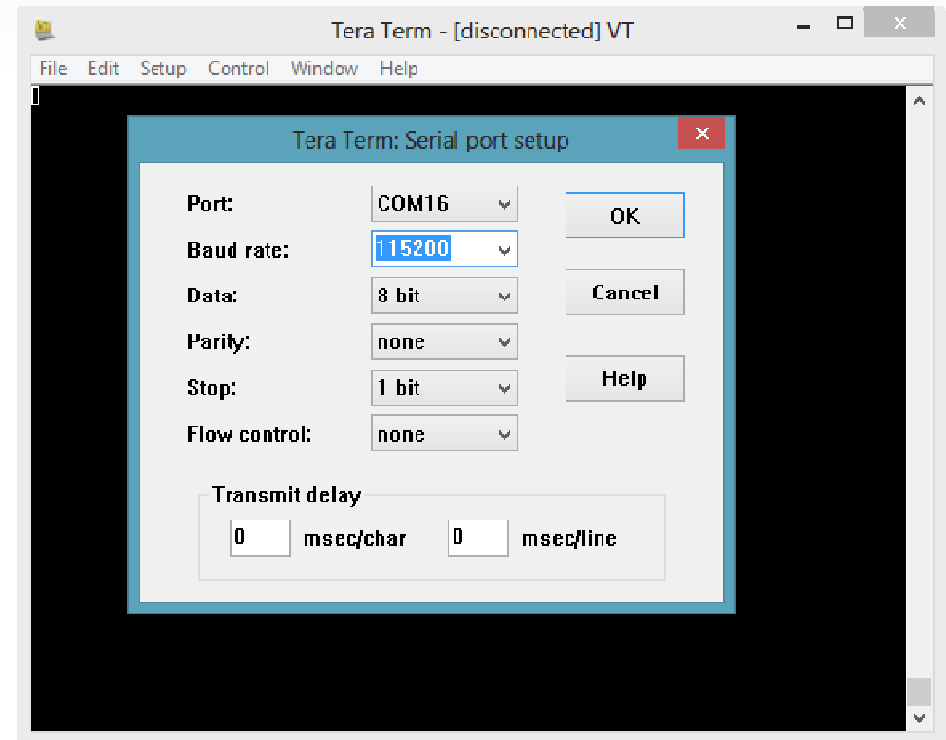 Tera Term - [disconnected] VT
File Edit Setup Control Window Help
Tera Term: Serial port setup
Port: COM16 OK
Baud rate: 115200
Data: 8 bit Cancel
Parity: none
Stop: 1 bit Help
Flow control: none
Transmit delay
0 msec/char 0 msec/line